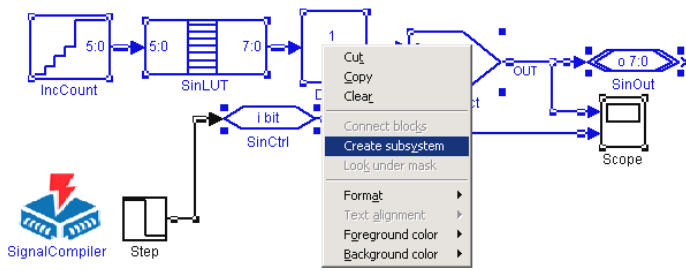 1
5:0 5:0 7:0
IncCount SinLUT D
Cut
Copy
Clear
Connect blocks
Create subsystem
Look under mask
Format
Text alignment
Foreground color
Background color
ct
OUT
o 7:0
SinOut
i bit
SinCtrl
Scope
SignalCompiler Step